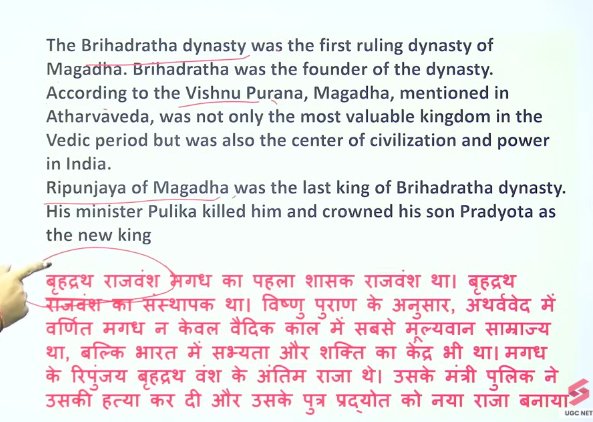 The Brihadratha dynasty was the first ruling dynasty of
Magadha. Brihadratha was the founder of the dynasty.
According to the Vishnu Purana, Magadha, mentioned in
Atharvaveda, was not only the most valuable kingdom in the
Vedic period but was also the center of civilization and power
in India.
Ripunjaya of Magadha was the last king of Brihadratha dynasty.
His minister Pulika killed him and crowned his son Pradyota as
the new king
बृहद्रथ राजवंश मगध का पहला शासक राजवंश था। बृहद्रथ
राजवंश का संस्थापक था। विष्णु पुराण के अनुसार, अथर्ववेद में
वर्णित मगध न केवल वैदिक काल में सबसे मूल्यवान साम्राज्य
था, बल्कि भारत में सभ्यता और शक्ति का केंद्र भी था। मगध
के रिपुंजय बृहद्रथ वंश के अंतिम राजा थे। उसके मंत्री पुलिक ने
उसकी हत्या कर दी और उसके पुत्र प्रद्योत को नया राजा बनाया
UGC NET